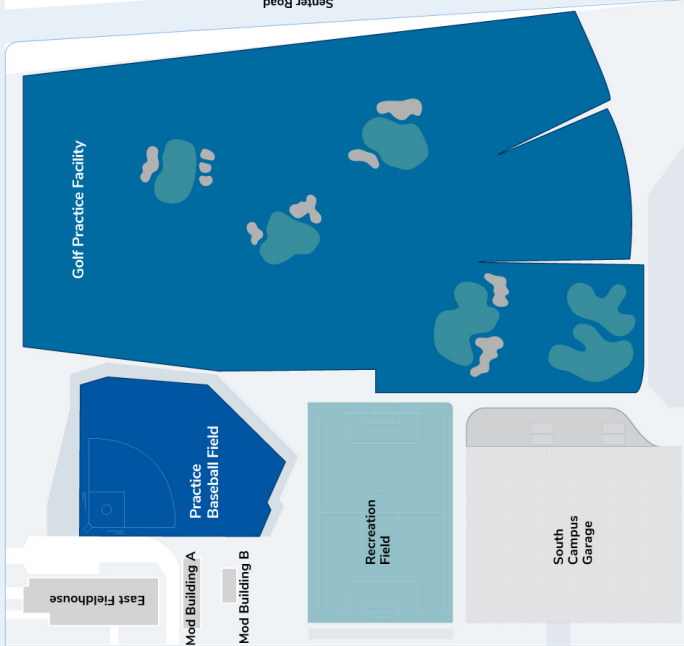 Senter Road
Golf Practice Facility
Practice
Baseball Field
Recreation
Field
South
Campus
Garage
East Fieldhouse
Mod Building A
Mod Building B